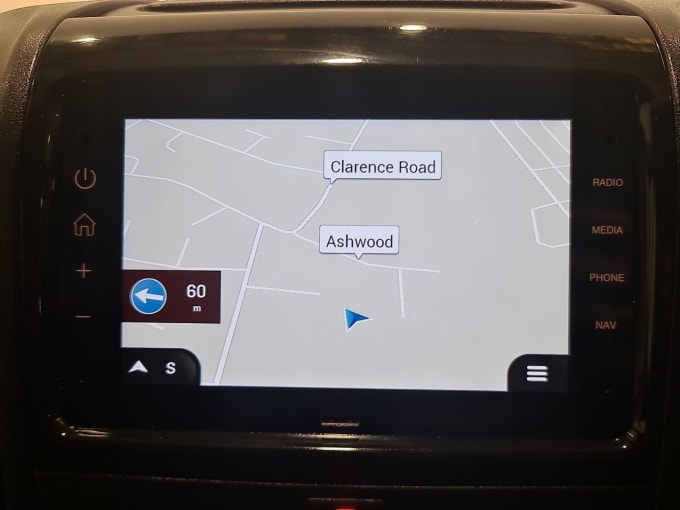 Clarence Road
Ashwood
60
m
S
RADIO
MEDIA
PHONE
NAV